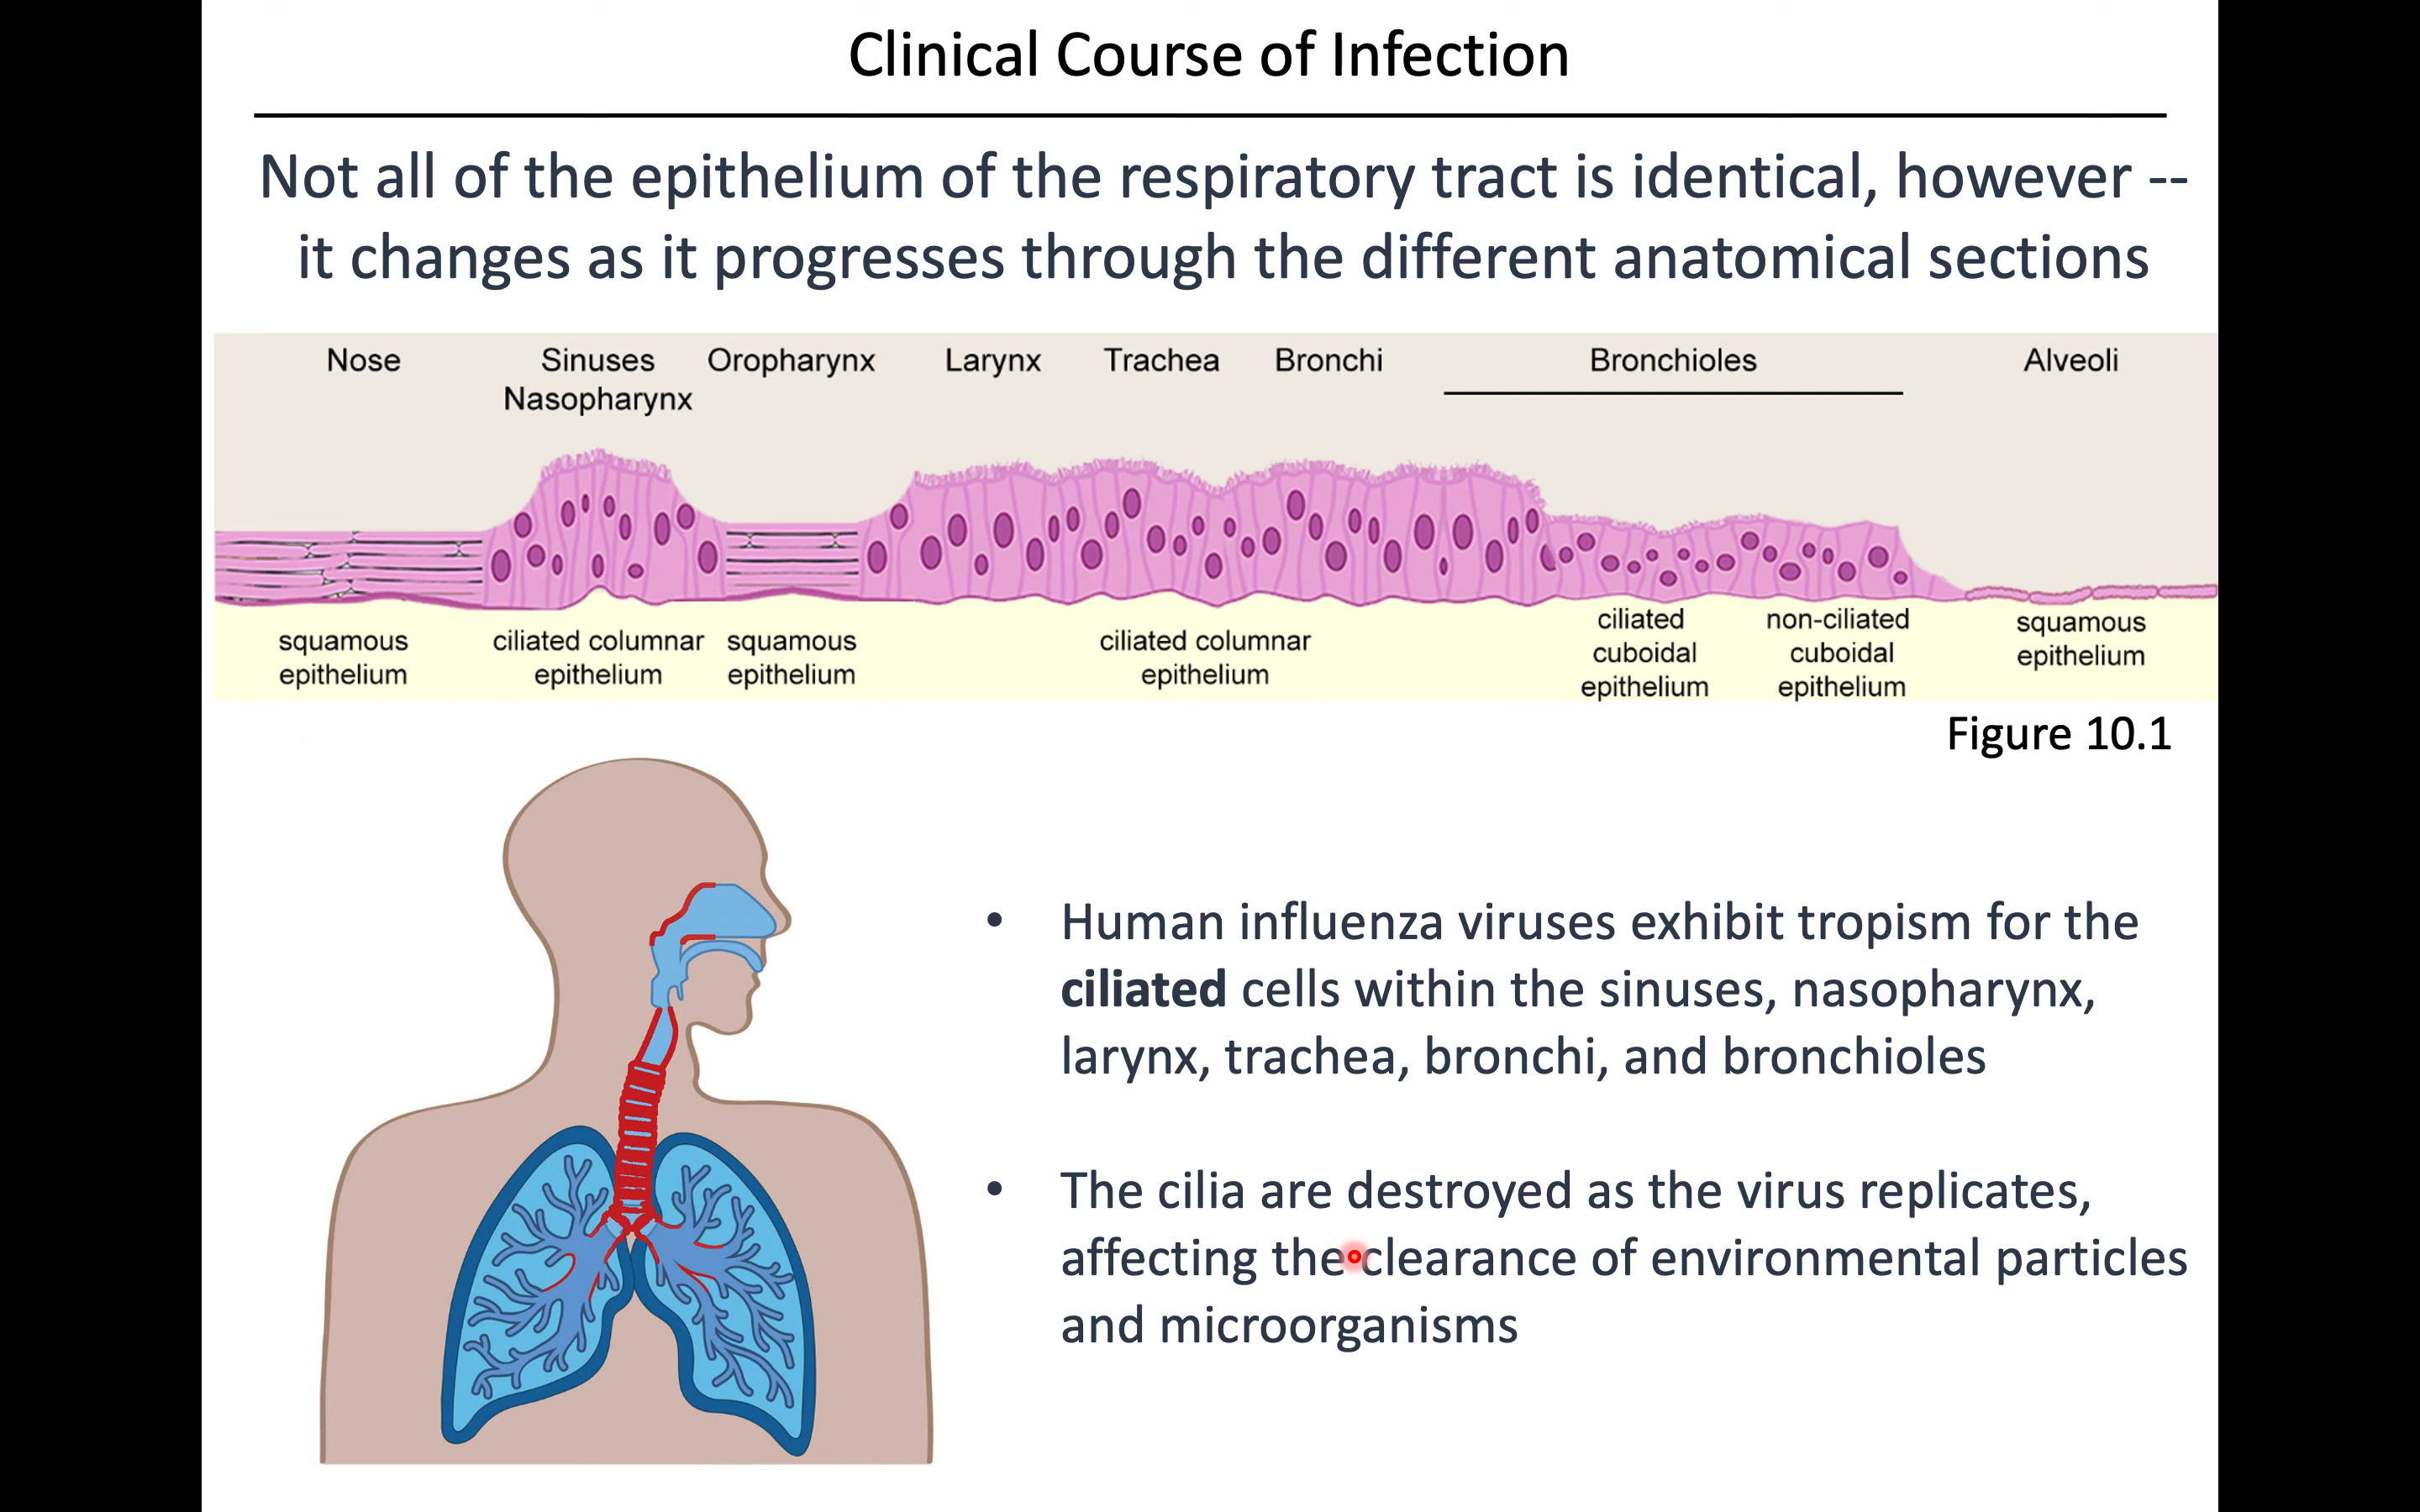 Clinical Course of Infection
Not all of the epithelium of the respiratory tract is identical, however --
it changes as it progresses through the different anatomical sections
Nose
Sinuses
Nasopharynx
Oropharynx
Larynx
Trachea
Bronchi
Bronchioles
Alveoli
squamous
epithelium
ciliated columnar
epithelium
squamous
epithelium
ciliated columnar
epithelium
ciliated
cuboidal
epithelium
non-ciliated
cuboidal
epithelium
squamous
epithelium
Figure 10.1
• Human influenza viruses exhibit tropism for the
ciliated cells within the sinuses, nasopharynx,
larynx, trachea, bronchi, and bronchioles
• The cilia are destroyed as the virus replicates,
affecting the clearance of environmental particles
and microorganisms